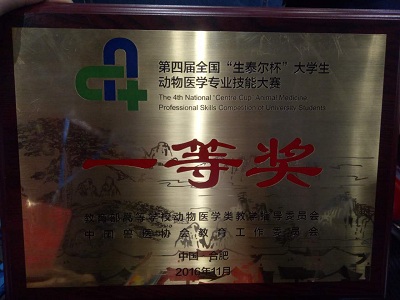 第四届全国“生泰尔杯”大学生
动物医学专业技能大赛
The 4th National "Centre Cup" Animal Medicine
Professional Skills Competition of University Students
一等奖
教育部高等学校动物医学类教学指导委员会
中国兽医协会教育工作委员会
中国·合肥
2016年11月